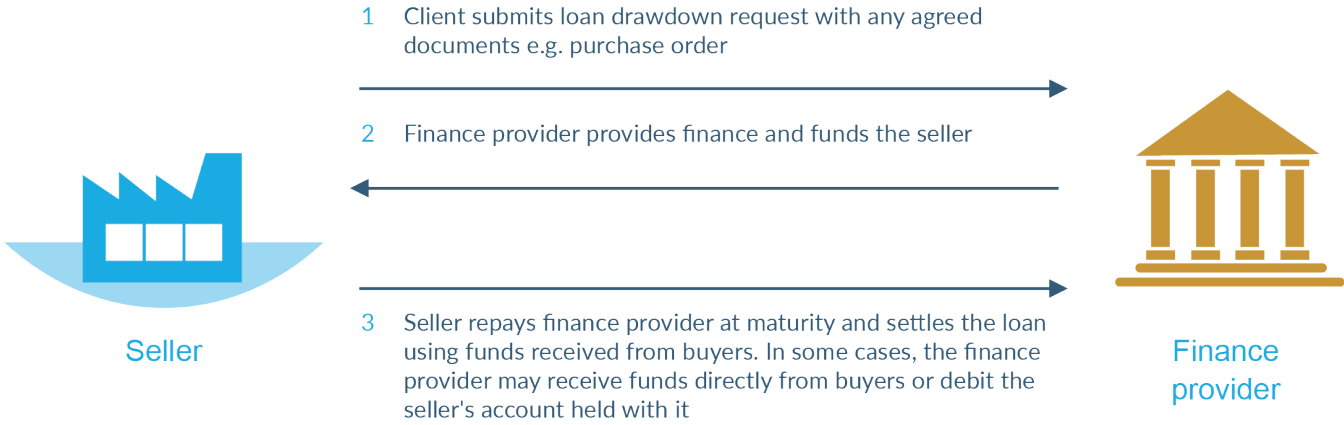 1 Client submits loan drawdown request with any agreed
documents e.g. purchase order
2 Finance provider provides finance and funds the seller
3 Seller repays finance provider at maturity and settles the loan
using funds received from buyers. In some cases, the finance
provider may receive funds directly from buyers or debit the
seller's account held with it
Seller
Finance
provider